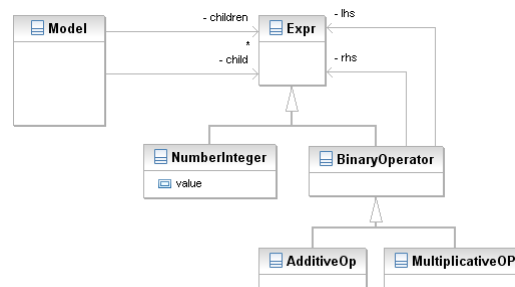 - children
- lhs
Model
Expr
*
- child
- rhs
NumberInteger
BinaryOperator
value
AdditiveOp
MultiplicativeOP